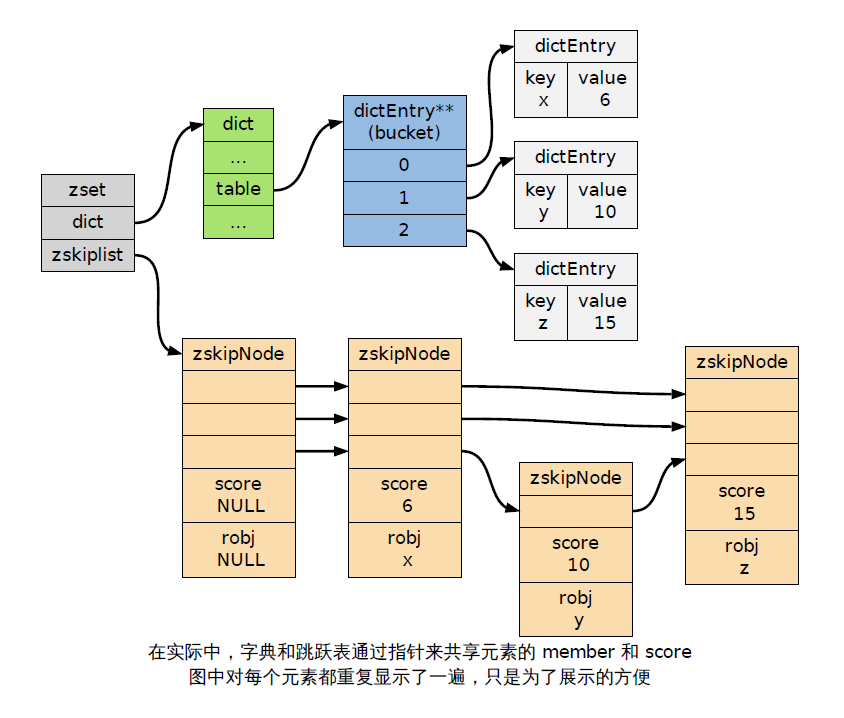 zset
dict
zskiplist
dict
...
table
...
dictEntry**
(bucket)
0
1
2
dictEntry
key
x
value
6
dictEntry
key
y
value
10
dictEntry
key
z
value
15
zskipNode
score
NULL
robj
NULL
zskipNode
score
6
robj
x
zskipNode
score
10
robj
y
zskipNode
score
15
robj
z
在实际中，字典和跳跃表通过指针来共享元素的 member 和 score
图中对每个元素都重复显示了一遍，只是为了展示的方便